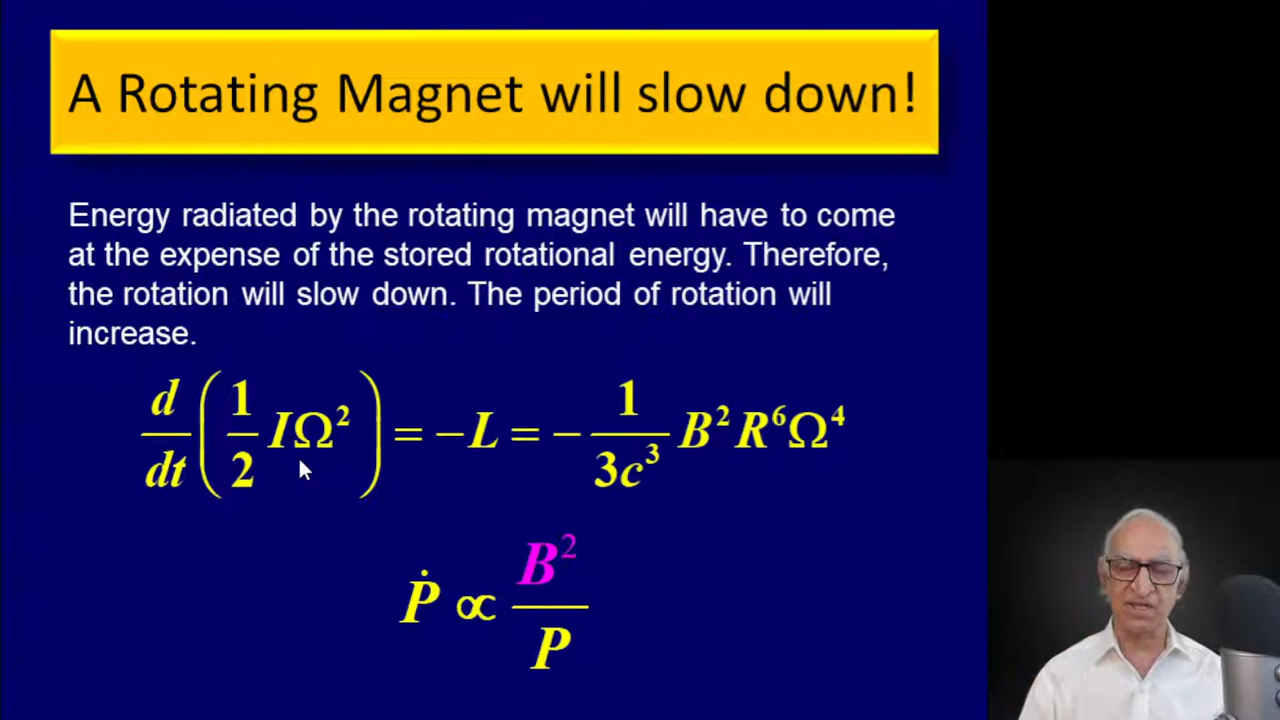 A Rotating Magnet will slow down!
Energy radiated by the rotating magnet will have to come
at the expense of the stored rotational energy. Therefore,
the rotation will slow down. The period of rotation will
increase.
d/dt (1/2 IΩ²) = −L = − 1/3c³ B²R⁶Ω⁴
Ṗ ∝ B²/P